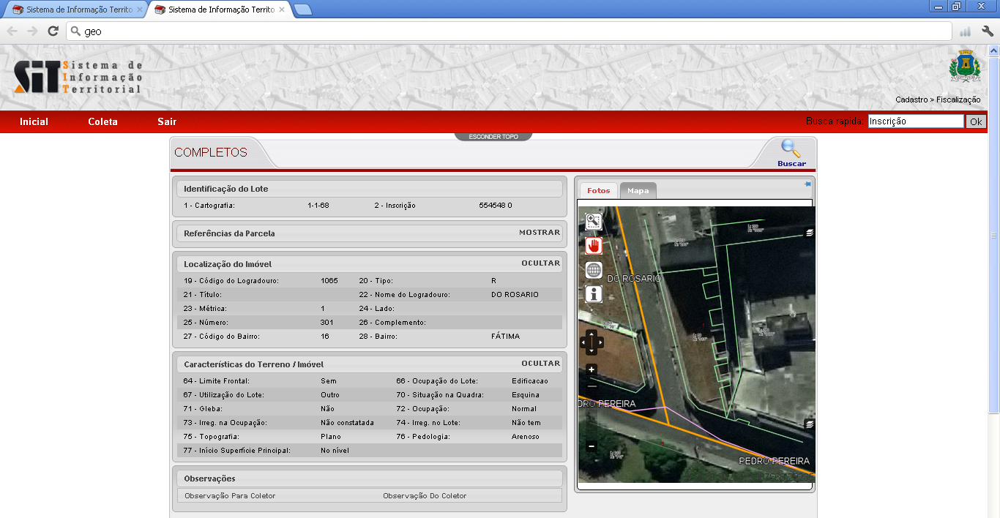 Sistema de Informação Territo
Sistema de Informação Territo
geo
SIT Sistema de Informação Territorial
Cadastro > Fiscalização
Inicial Coleta Sair Busca rapida: Inscrição Ok
ESCONDER TOPO
COMPLETOS
Buscar
Identificação do Lote
1 - Cartografia: 1-1-68 2 - Inscrição 554548 0
Referências da Parcela MOSTRAR
Localização do Imóvel OCULTAR
19 - Código do Logradouro: 1065 20 - Tipo: R
21 - Título: 22 - Nome do Logradouro: DO ROSARIO
23 - Métrica: 1 24 - Lado:
25 - Número: 301 26 - Complemento:
27 - Código do Bairro: 16 28 - Bairro: FÁTIMA
Características do Terreno / Imóvel OCULTAR
64 - Limite Frontal: Sem 66 - Ocupação do Lote: Edificacao
67 - Utilização do Lote: Outro 70 - Situação na Quadra: Esquina
71 - Gleba: Não 72 - Ocupação: Normal
73 - Irreg. na Ocupação: Não constatada 74 - Irreg. no Lote: Não tem
75 - Topografia: Plano 76 - Pedologia: Arenoso
77 - Início Superfície Principal: No nível
Observações
Observação Para Coletor Observação Do Coletor
Fotos Mapa
DO ROSARIO
DRO PEREIRA
PEDRO PEREIRA